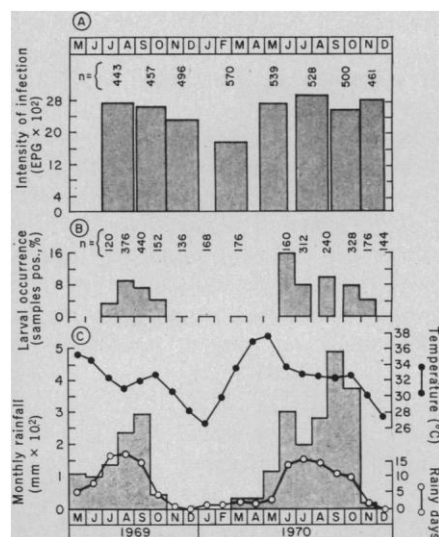 A
M J J A S O N D J F M A M J J A S O N D
n= { 443 457 496 570 539 528 500 461
Intensity of infection
(EPG × 10²)
28
20
12
4
0
B
n= { 120 376 440 152 136 168 176 160 312 240 328 176 144
Larval occurrence
(samples pos., %)
16
8
0
C
Monthly rainfall
(mm × 10²)
5
4
3
2
1
0
38
36
34
32
30
28
26
Temperature
(°C)
15
10
5
0
Rainy days
M J J A S O N D J F M A M J J A S O N D
1969 1970